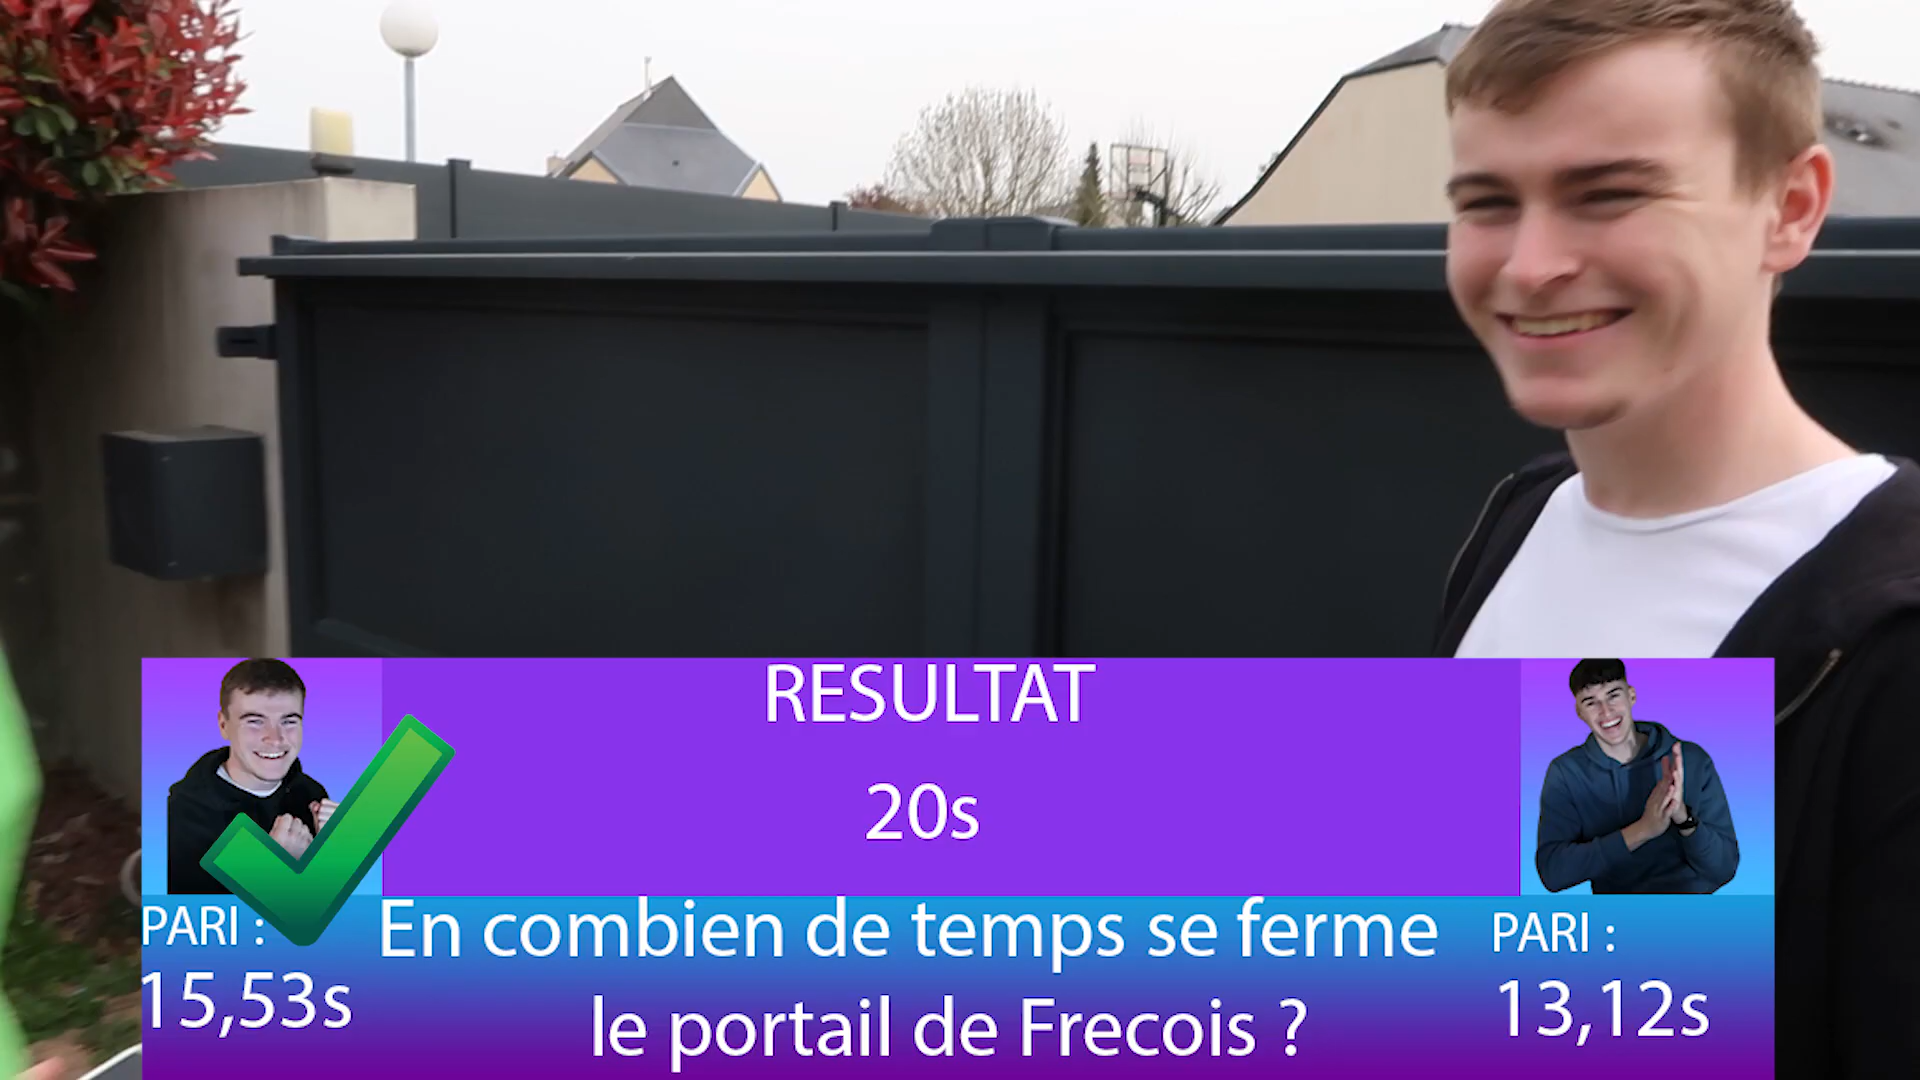 RESULTAT
20s
PARI :
15,53s
En combien de temps se ferme
le portail de Frecois ?
PARI :
13,12s